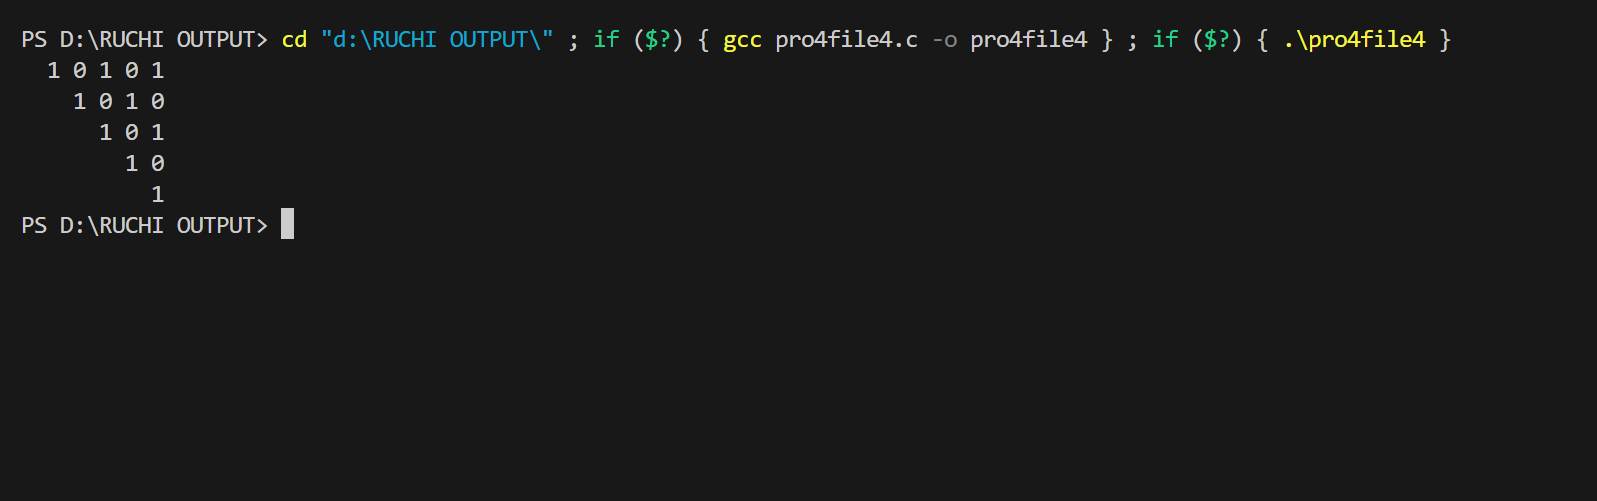 PS D:\RUCHI OUTPUT> cd "d:\RUCHI OUTPUT\" ; if ($?) { gcc pro4file4.c -o pro4file4 } ; if ($?) { .\pro4file4 }
  1 0 1 0 1
    1 0 1 0
      1 0 1
        1 0
          1
PS D:\RUCHI OUTPUT>